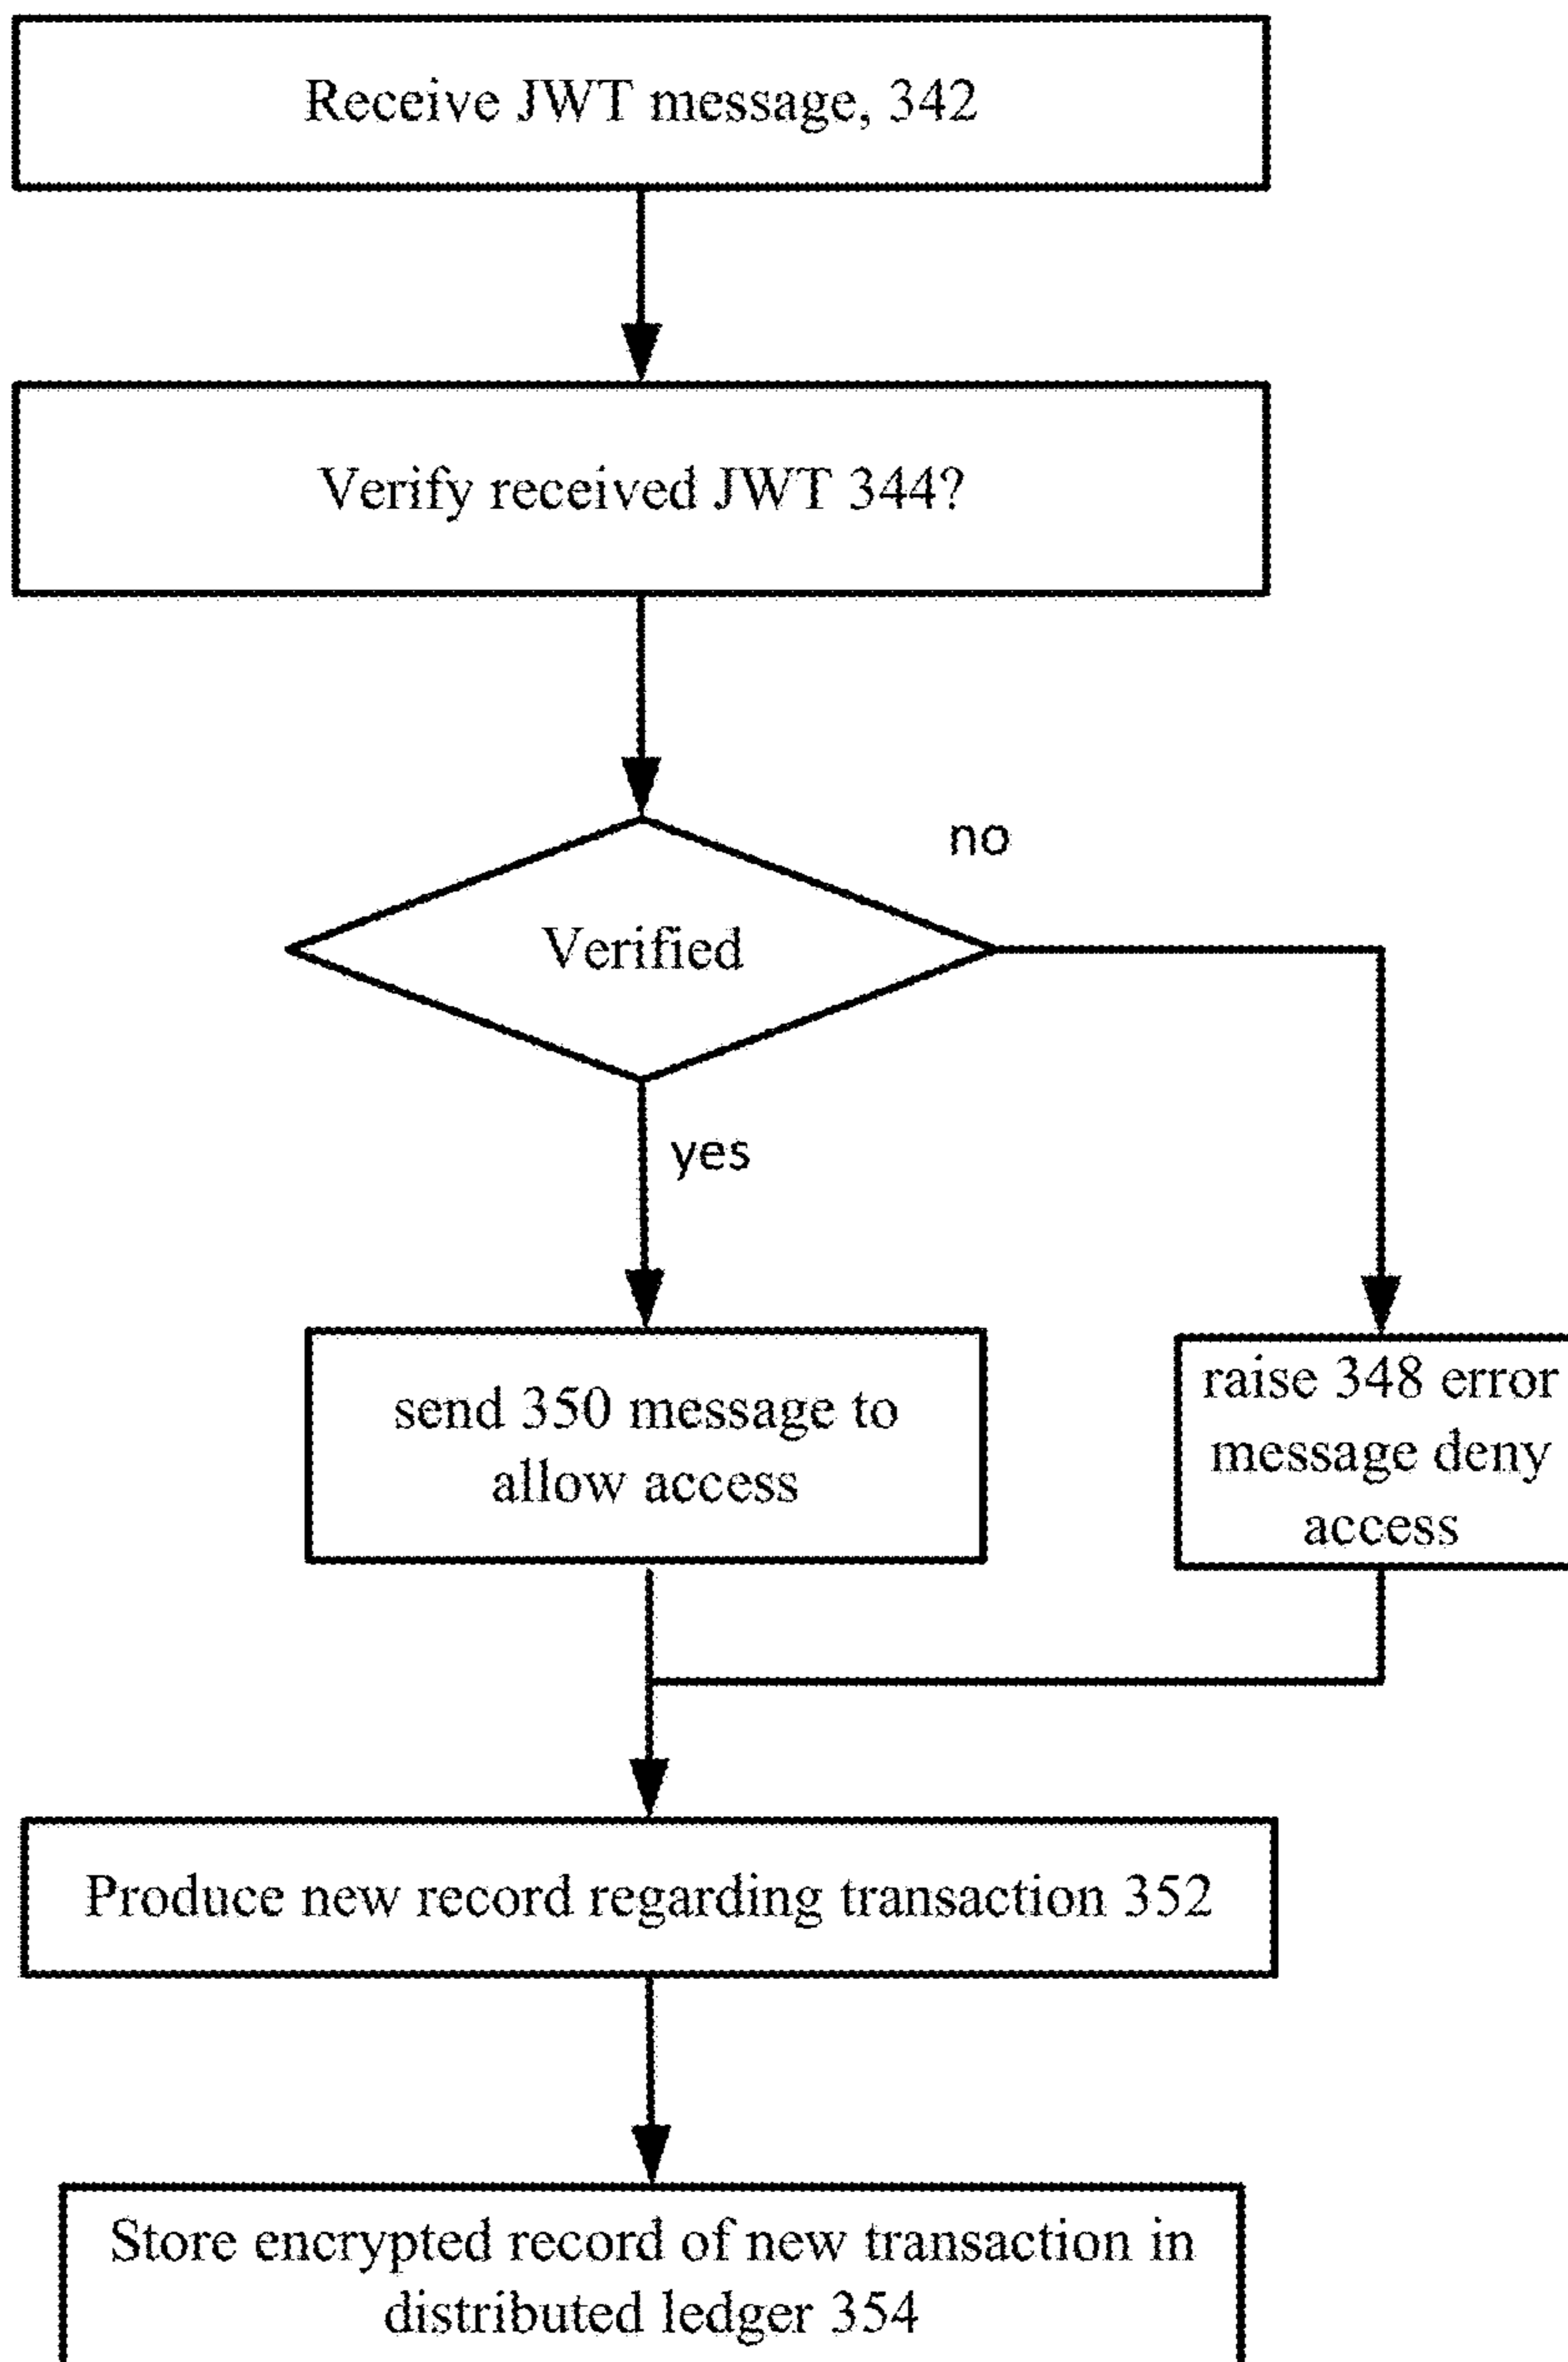 Receive JWT message, 342
Verify received JWT 344?
no
Verified
yes
send 350 message to
allow access
raise 348 error
message deny
access
Produce new record regarding transaction 352
Store encrypted record of new transaction in
distributed ledger 354